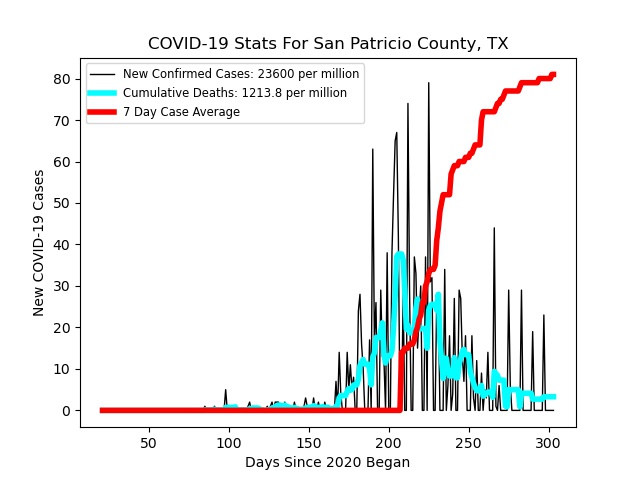 COVID-19 Stats For San Patricio County, TX
New Confirmed Cases: 23600 per million
Cumulative Deaths: 1213.8 per million
7 Day Case Average
New COVID-19 Cases
80
70
60
50
40
30
20
10
0
50
100
150
200
250
300
Days Since 2020 Began